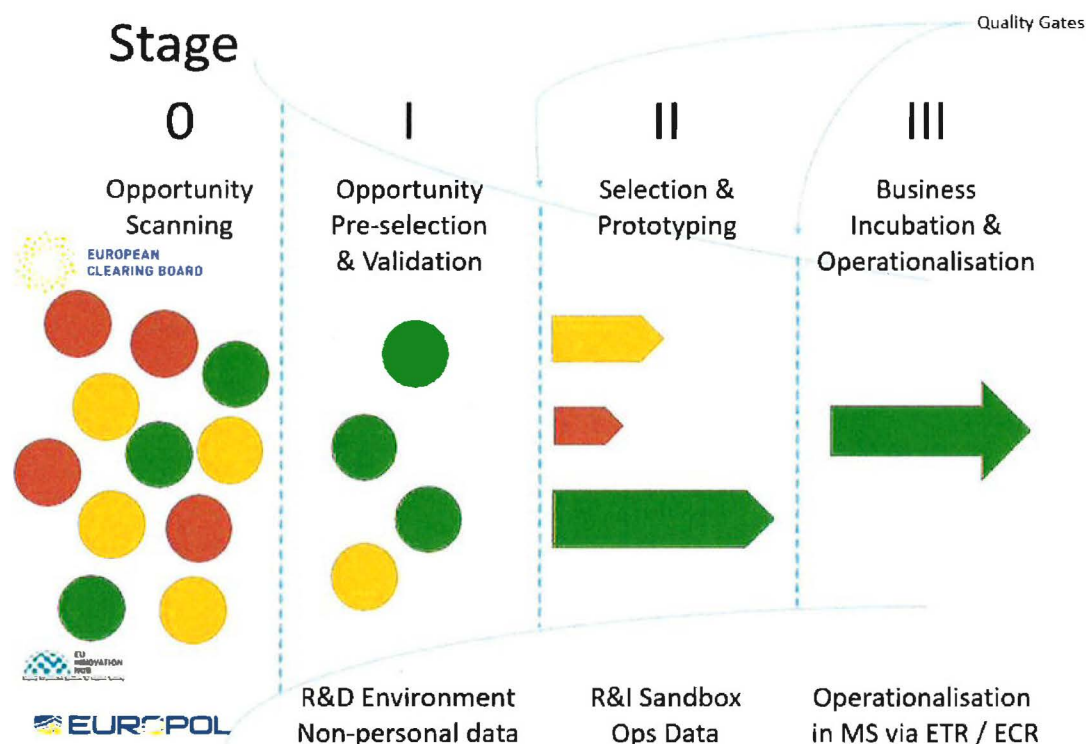 Quality Gates
Stage
0
I
II
III
Opportunity
Scanning
Opportunity
Pre-selection
& Validation
Selection &
Prototyping
Business
Incubation &
Operationalisation
EUROPEAN
CLEARING BOARD
EU
INNOVATION
HUB
EUROPOL
R&D Environment
Non-personal data
R&I Sandbox
Ops Data
Operationalisation
in MS via ETR / ECR